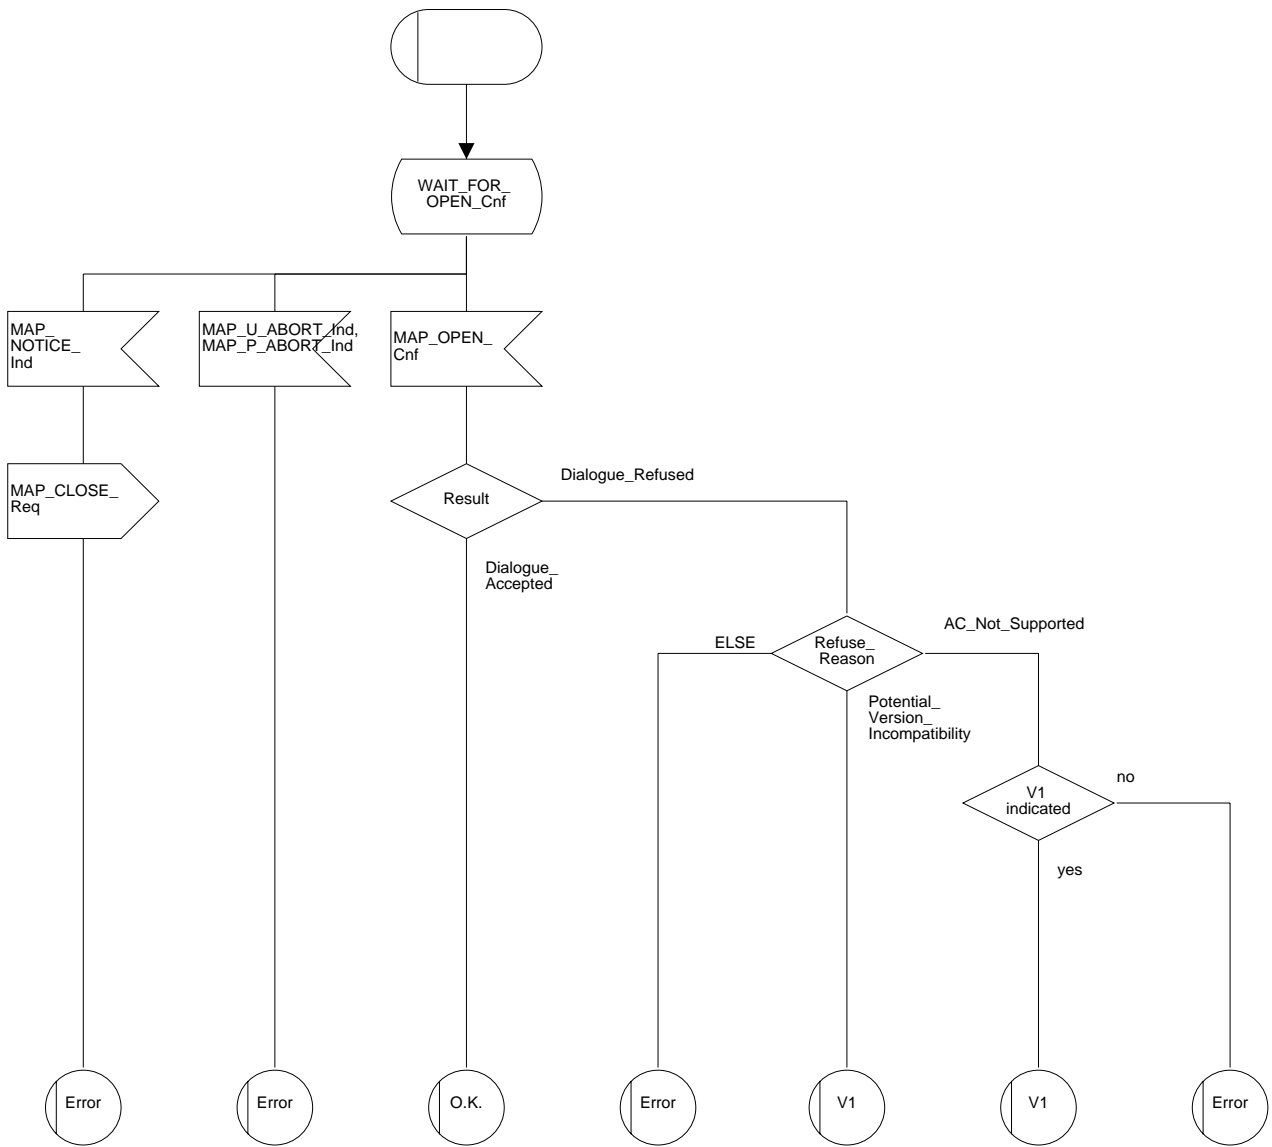 WAIT_FOR_
OPEN_Cnf
MAP_
NOTICE_
Ind
MAP_U_ABORT_Ind,
MAP_P_ABORT_Ind
MAP_OPEN_
Cnf
MAP_CLOSE_
Req
Result
Dialogue_Refused
Dialogue_
Accepted
ELSE
Refuse_
Reason
AC_Not_Supported
Potential_
Version_
Incompatibility
V1
indicated
no
yes
Error
Error
O.K.
Error
V1
V1
Error